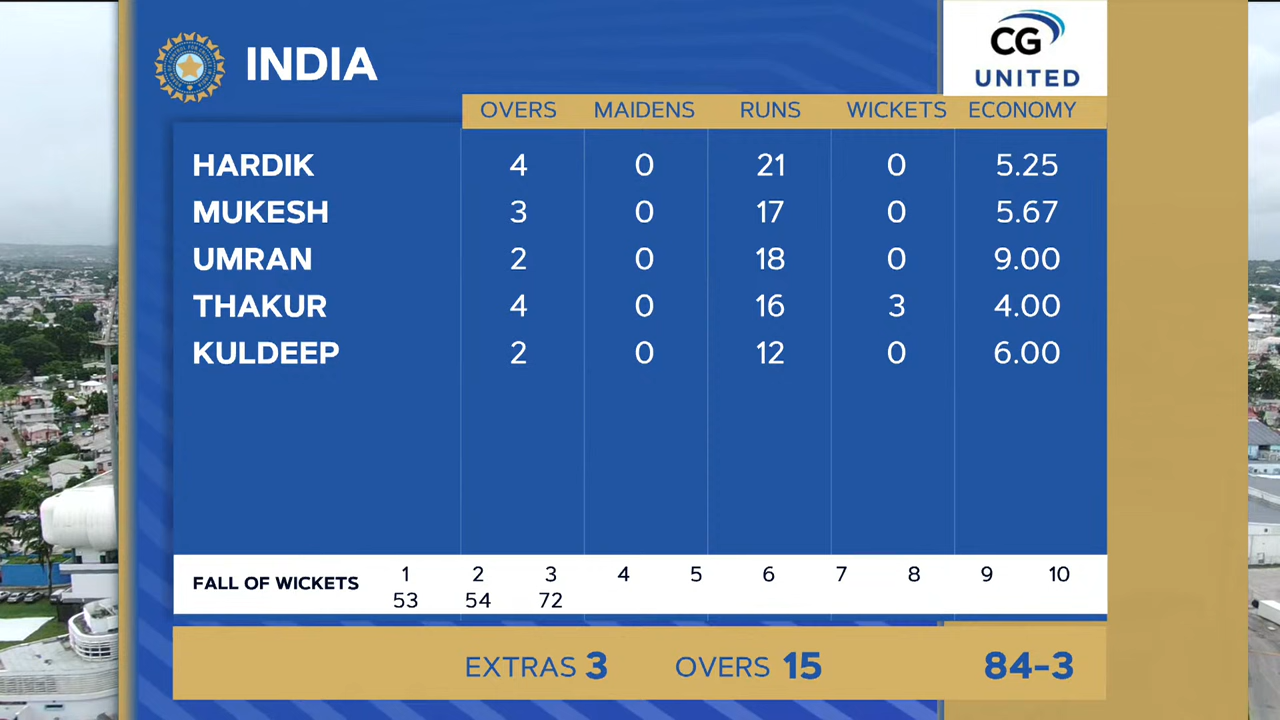 INDIA
CG
UNITED
OVERS MAIDENS RUNS WICKETS ECONOMY
HARDIK 4 0 21 0 5.25
MUKESH 3 0 17 0 5.67
UMRAN 2 0 18 0 9.00
THAKUR 4 0 16 3 4.00
KULDEEP 2 0 12 0 6.00
FALL OF WICKETS 1 2 3 4 5 6 7 8 9 10
53 54 72
EXTRAS 3 OVERS 15 84-3